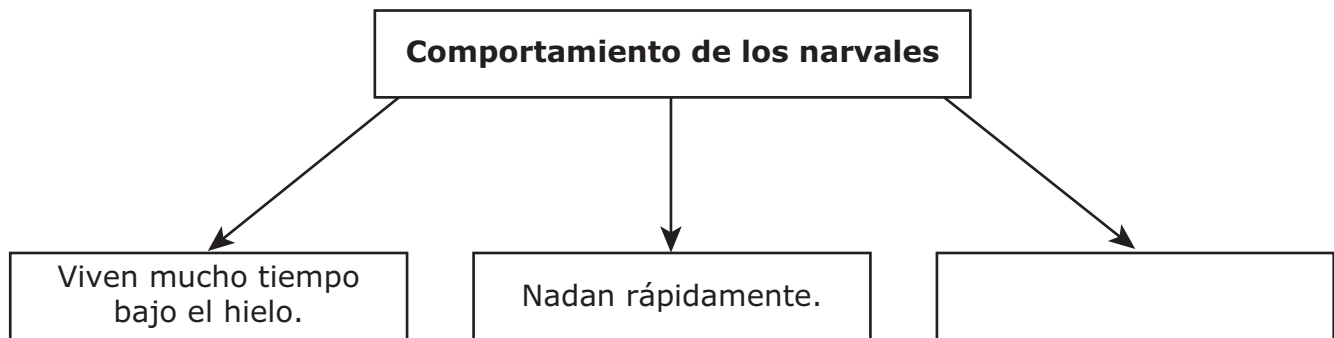 Comportamiento de los narvales
Viven mucho tiempo
bajo el hielo.
Nadan rápidamente.